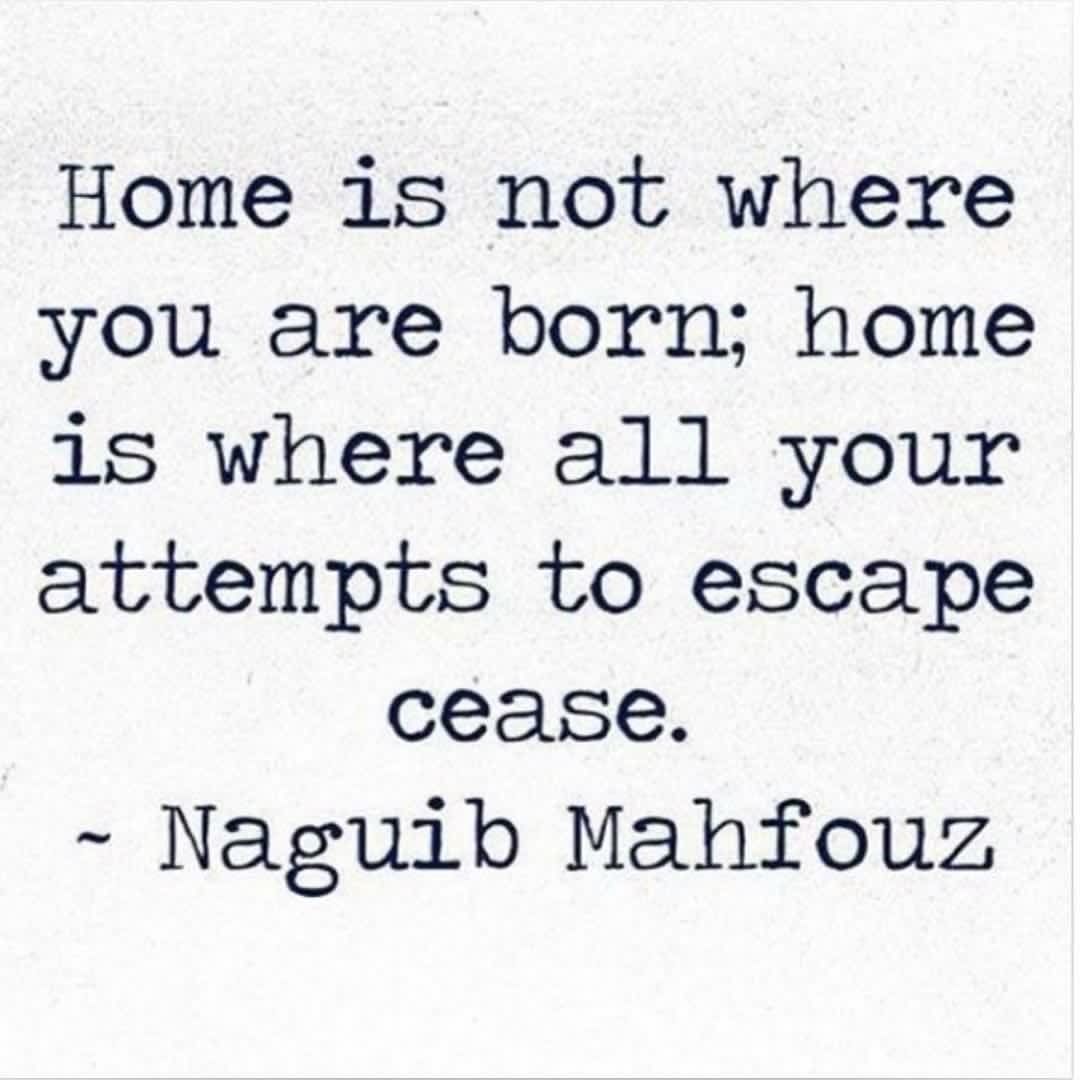 Home is not where
you are born; home
is where all your
attempts to escape
cease.
~ Naguib Mahfouz